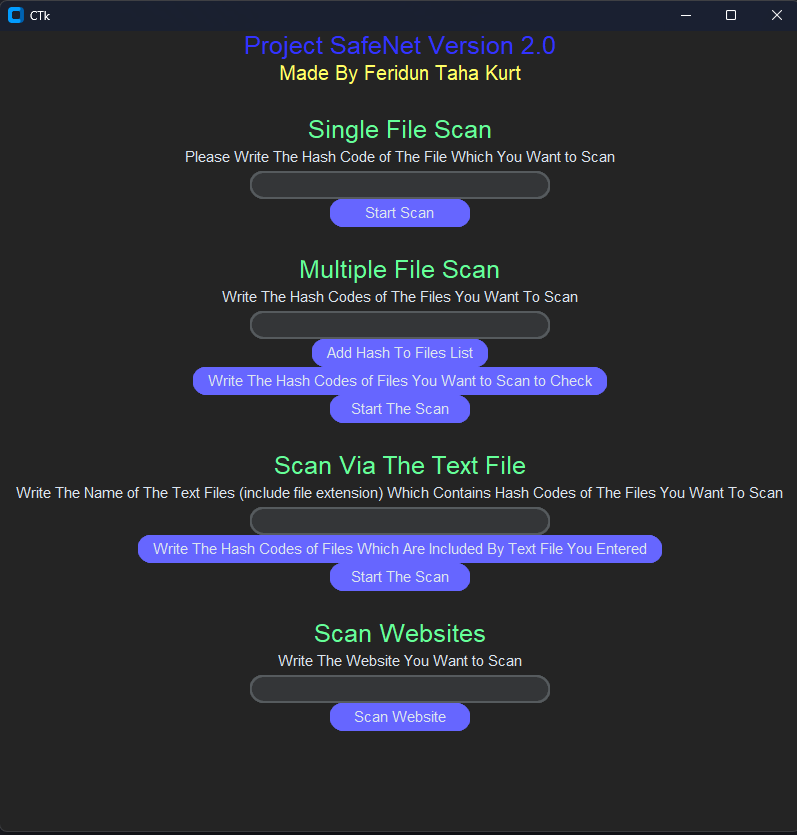 CTk
Project SafeNet Version 2.0
Made By Feridun Taha Kurt
Single File Scan
Please Write The Hash Code of The File Which You Want to Scan
Start Scan
Multiple File Scan
Write The Hash Codes of The Files You Want To Scan
Add Hash To Files List
Write The Hash Codes of Files You Want to Scan to Check
Start The Scan
Scan Via The Text File
Write The Name of The Text Files (include file extension) Which Contains Hash Codes of The Files You Want To Scan
Write The Hash Codes of Files Which Are Included By Text File You Entered
Start The Scan
Scan Websites
Write The Website You Want to Scan
Scan Website